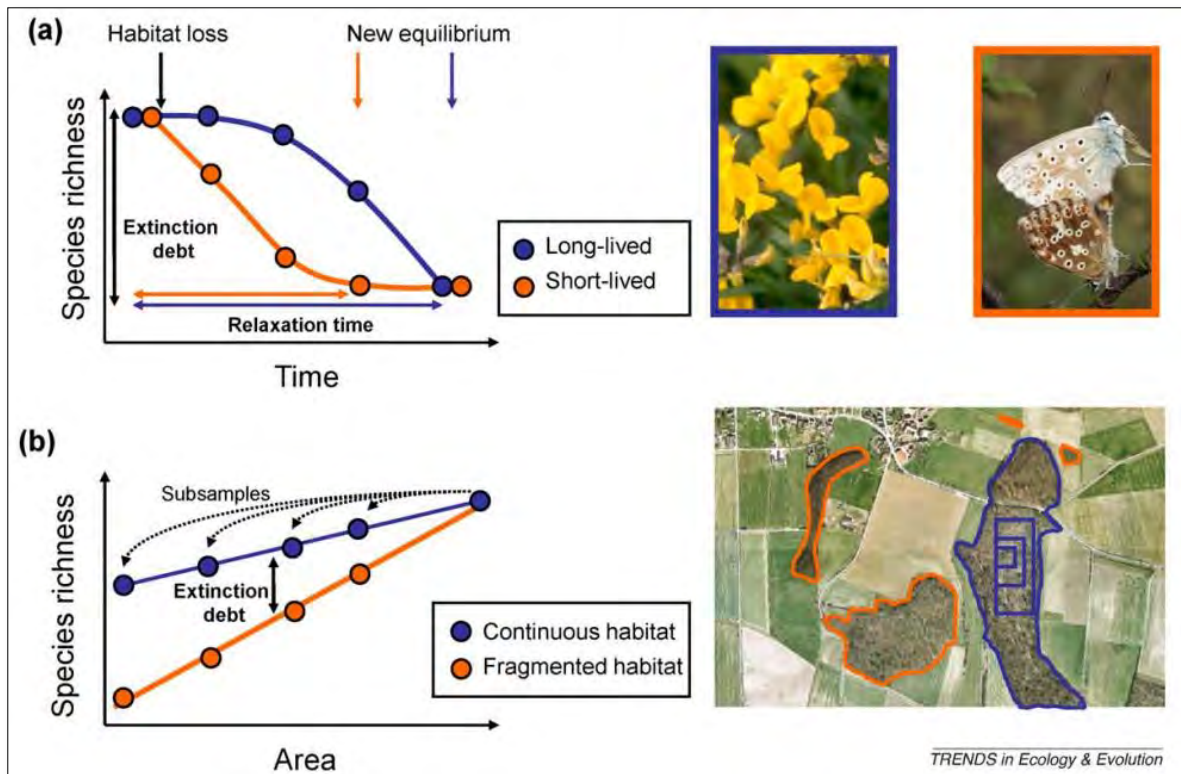 (a)
Habitat loss
New equilibrium
Species richness
Extinction
debt
Relaxation time
Time
Long-lived
Short-lived
(b)
Species richness
Subsamples
Extinction
debt
Area
Continuous habitat
Fragmented habitat
TRENDS in Ecology & Evolution